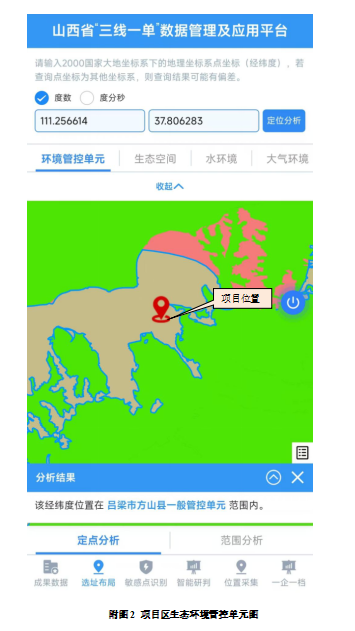 山西省“三线一单”数据管理及应用平台
请输入2000国家大地坐标系下的地理坐标系点坐标（经纬度），若
查询点坐标为其他坐标系，则查询结果可能有偏差。
度数 度分秒
111.256614 37.806283 定位分析
环境管控单元 生态空间 水环境 大气环境
收起
项目位置
分析结果
该经纬度位置在 吕梁市方山县一般管控单元 范围内。
定点分析 范围分析
成果数据 选址布局 敏感点识别 智能研判 位置采集 一企一档
附图 2 项目区生态环境管控单元图